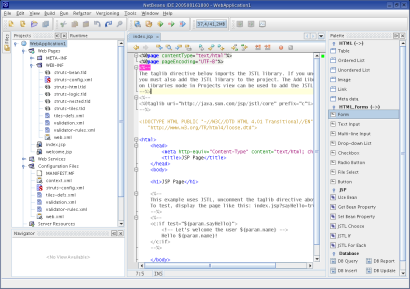 NetBeans IDE 200509161800 - WebApplication1
File Edit View Build Run Refactor Versioning Tools Window Help
Projects
Runtime
WebApplication1
Web Pages
META-INF
WEB-INF
struts-bean.tld
struts-config.xml
struts-html.tld
struts-logic.tld
struts-nested.tld
struts-tiles.tld
tiles-defs.xml
validation.xml
validator-rules.xml
web.xml
index.jsp
welcome.jsp
Web Services
Configuration Files
MANIFEST.MF
context.xml
struts-config.xml
tiles-defs.xml
validation.xml
validator-rules.xml
web.xml
Server Resources
Navigator
<No View Available>
index.jsp
<%@page contentType="text/html"%>
<%@page pageEncoding="UTF-8"%>
<%--
The taglib directive below imports the JSTL library. If you
you must also add the JSTL library to the project. The Add
on Libraries node in Projects view can be used to add the JSTL
--%>
<%--
<%@taglib uri="http://java.sun.com/jsp/jstl/core" prefix="c"
--%>
<!DOCTYPE HTML PUBLIC "-//W3C//DTD HTML 4.01 Transitional//EN"
"http://www.w3.org/TR/html4/loose.dtd">
<html>
<head>
<meta http-equiv="Content-Type" content="text/html;
<title>JSP Page</title>
</head>
<body>
<h1>JSP Page</h1>
<%--
This example uses JSTL, uncomment the taglib directive
To test, display the page like this: index.jsp?sayHello
--%>
<%--
<c:if test="${param.sayHello}">
<!-- Let's welcome the user ${param.name} -->
Hello ${param.name}!
</c:if>
--%>
</body>
7:5 INS
Palette
HTML
Table
Ordered List
Unordered List
Image
Link
Meta data
HTML Forms
Form
Text Input
Multi-line Input
Drop-down List
Checkbox
Radio Button
File Select
Button
JSP
Use Bean
Get Bean Property
Set Bean Property
JSTL Choose
JSTL If
JSTL For Each
Database
DB Query DB Report
DB Insert DB Update